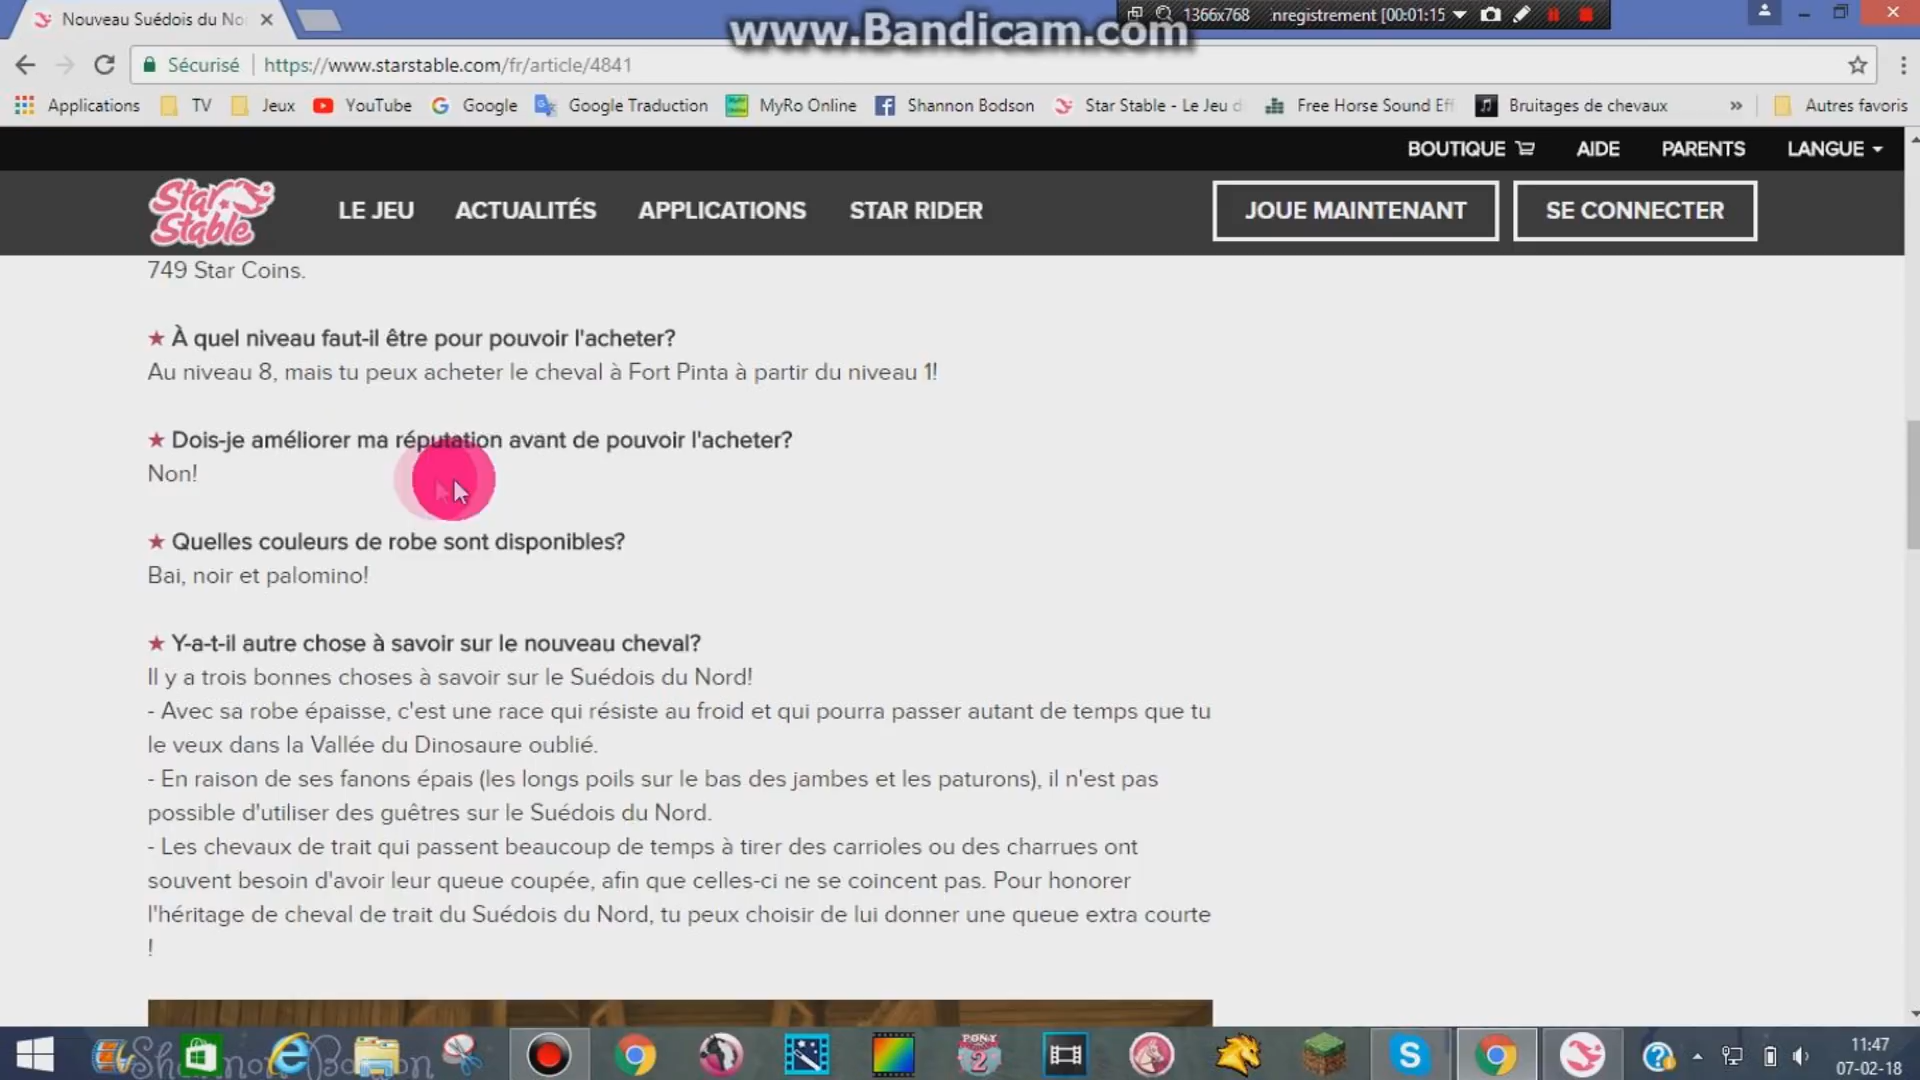 Nouveau Suédois du No
www.Bandicam.com
1366x768
nregistrement [00:01:15
Sécurisé
https://www.starstable.com/fr/article/4841
Applications TV Jeux YouTube Google Google Traduction MyRo Online Shannon Bodson Star Stable - Le Jeu d Free Horse Sound Eff Bruitages de chevaux » Autres favoris
BOUTIQUE AIDE PARENTS LANGUE
Star Stable
LE JEU ACTUALITÉS APPLICATIONS STAR RIDER JOUE MAINTENANT SE CONNECTER
749 Star Coins.
★ À quel niveau faut-il être pour pouvoir l'acheter?
Au niveau 8, mais tu peux acheter le cheval à Fort Pinta à partir du niveau 1!
★ Dois-je améliorer ma réputation avant de pouvoir l'acheter?
Non!
★ Quelles couleurs de robe sont disponibles?
Bai, noir et palomino!
★ Y-a-t-il autre chose à savoir sur le nouveau cheval?
Il y a trois bonnes choses à savoir sur le Suédois du Nord!
- Avec sa robe épaisse, c'est une race qui résiste au froid et qui pourra passer autant de temps que tu
le veux dans la Vallée du Dinosaure oublié.
- En raison de ses fanons épais (les longs poils sur le bas des jambes et les paturons), il n'est pas
possible d'utiliser des guêtres sur le Suédois du Nord.
- Les chevaux de trait qui passent beaucoup de temps à tirer des carrioles ou des charrues ont
souvent besoin d'avoir leur queue coupée, afin que celles-ci ne se coincent pas. Pour honorer
l'héritage de cheval de trait du Suédois du Nord, tu peux choisir de lui donner une queue extra courte
!
Shannon Bodson
PONY
2
11:47
07-02-18